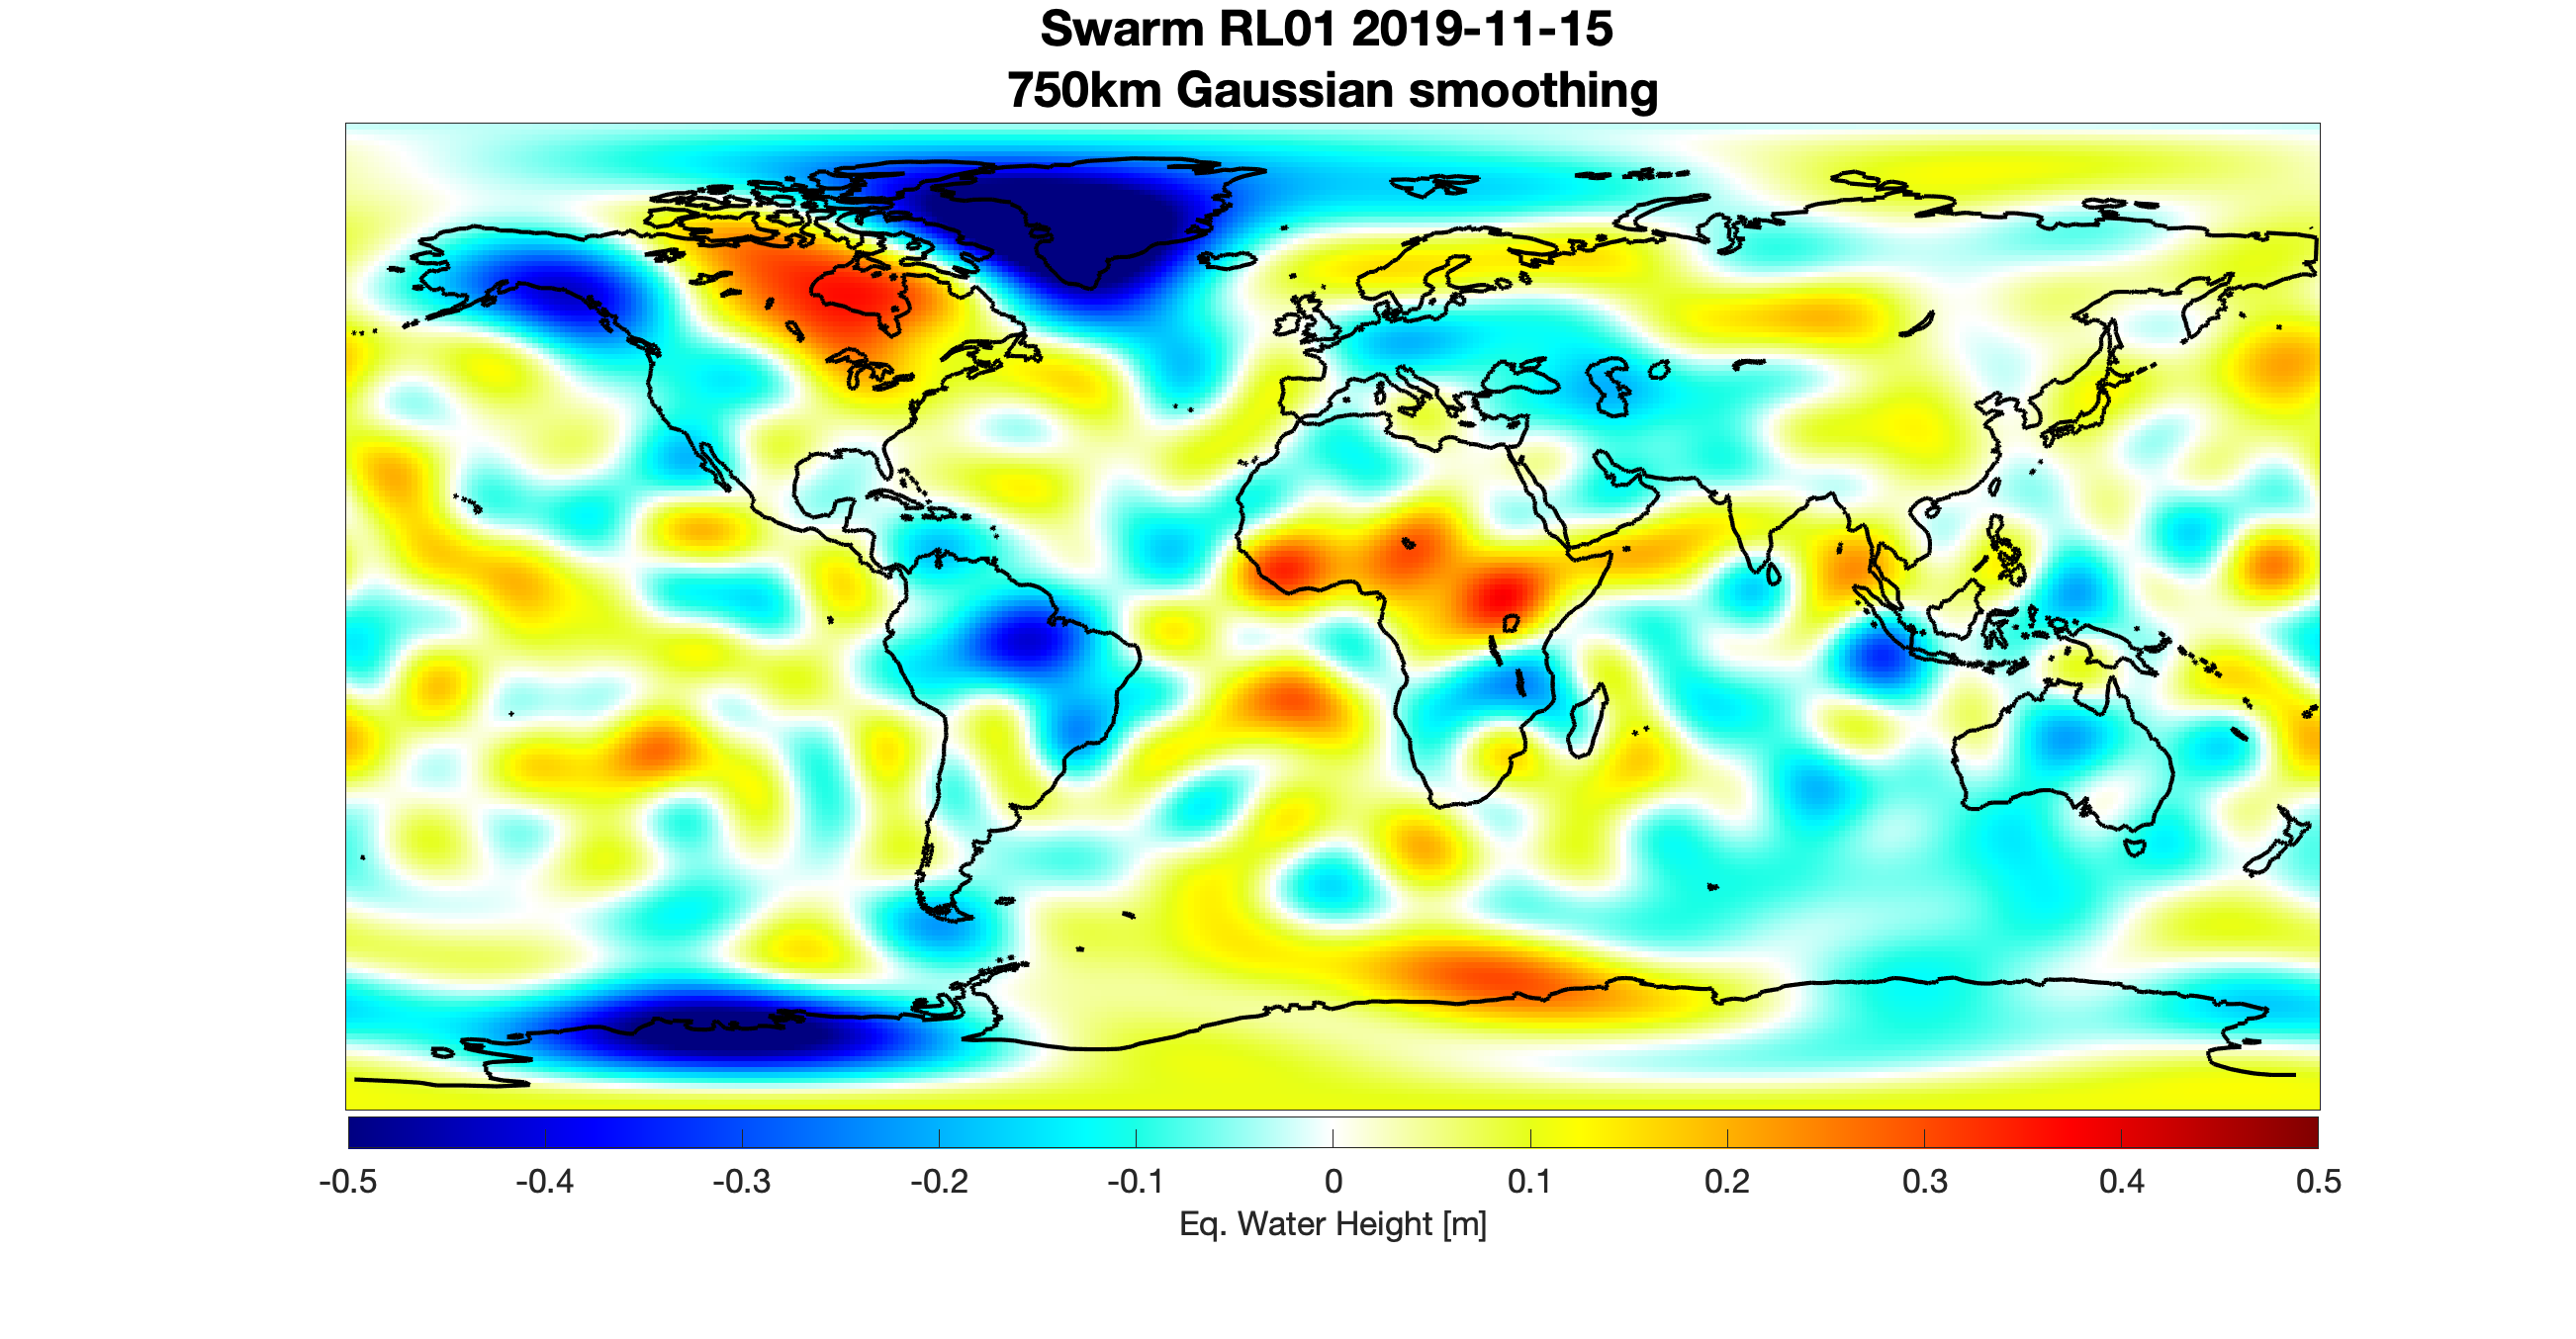 Swarm RL01 2019-11-15
750km Gaussian smoothing
-0.5 -0.4 -0.3 -0.2 -0.1 0 0.1 0.2 0.3 0.4 0.5
Eq. Water Height [m]